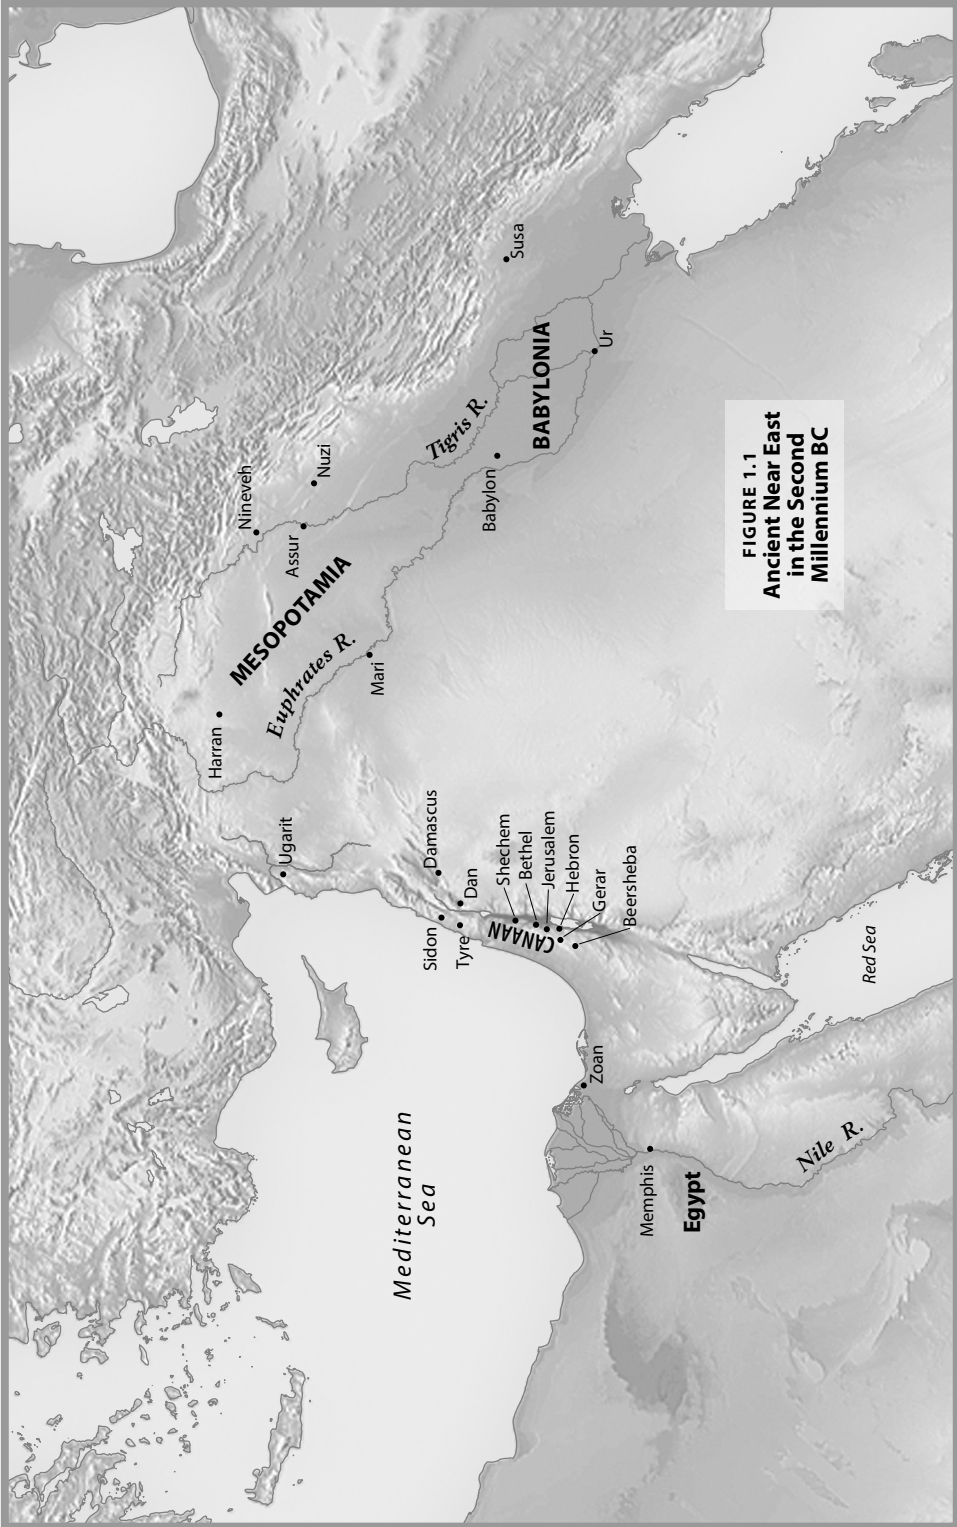 Harran
Nineveh
Nuzi
Assur
MESOPOTAMIA
Euphrates R.
Mari
Tigris R.
Babylon
BABYLONIA
Susa
Ur
Ugarit
Damascus
Sidon
Dan
Tyre
CANAAN
Shechem
Bethel
Jerusalem
Hebron
Gerar
Beersheba
Mediterranean
Sea
Zoan
Memphis
Egypt
Nile R.
Red Sea
FIGURE 1.1
Ancient Near East
in the Second
Millennium BC